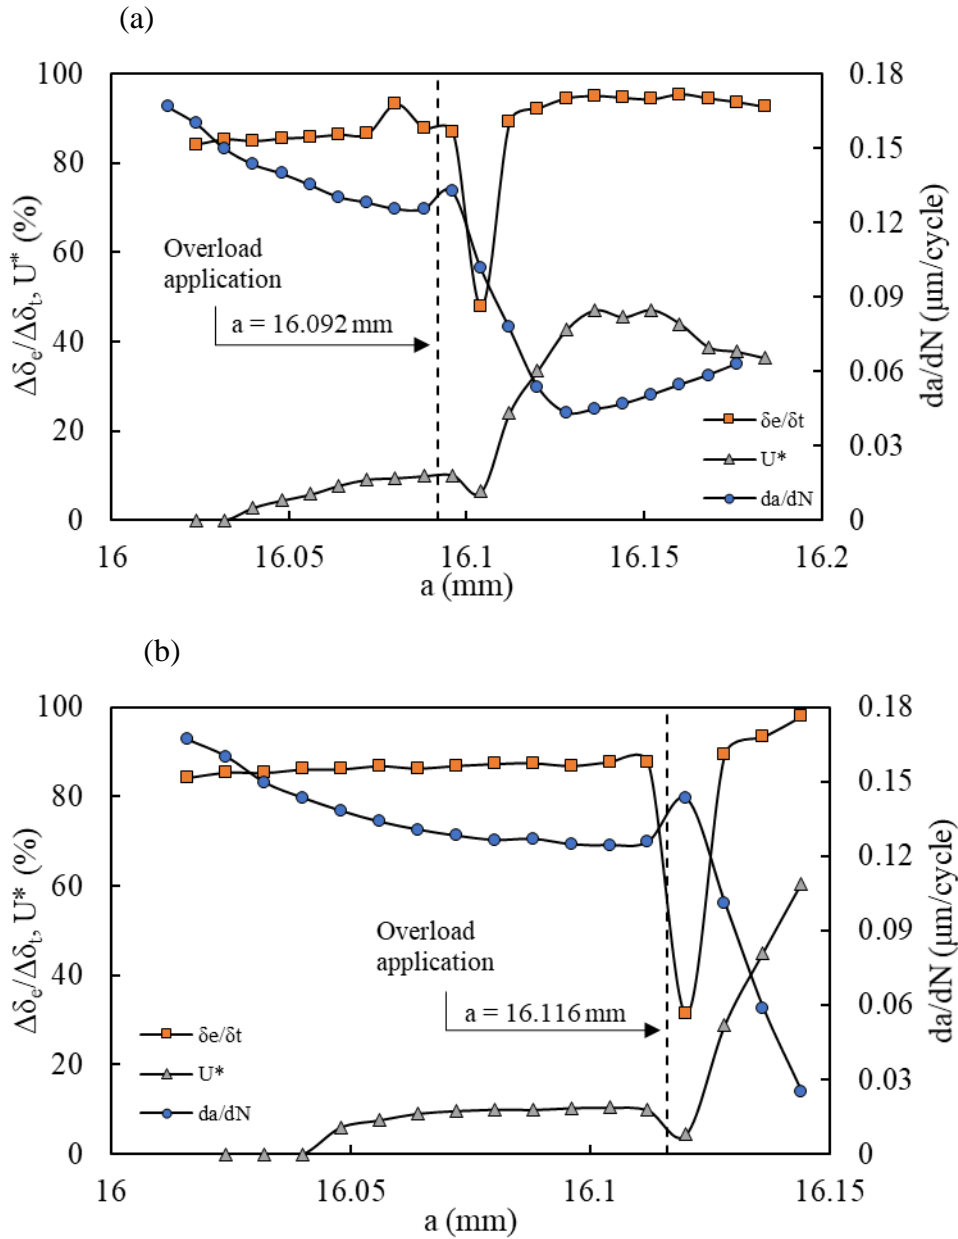 (a)
100
80
60
40
20
0
Δδe/Δδt, U* (%)
0.18
0.15
0.12
0.09
0.06
0.03
0
da/dN (μm/cycle)
Overload
application
a = 16.092 mm
δe/δt
U*
da/dN
16 16.05 16.1 16.15 16.2
a (mm)
(b)
100
80
60
40
20
0
Δδe/Δδt, U* (%)
0.18
0.15
0.12
0.09
0.06
0.03
0
da/dN (μm/cycle)
Overload
application
a = 16.116 mm
δe/δt
U*
da/dN
16 16.05 16.1 16.15
a (mm)